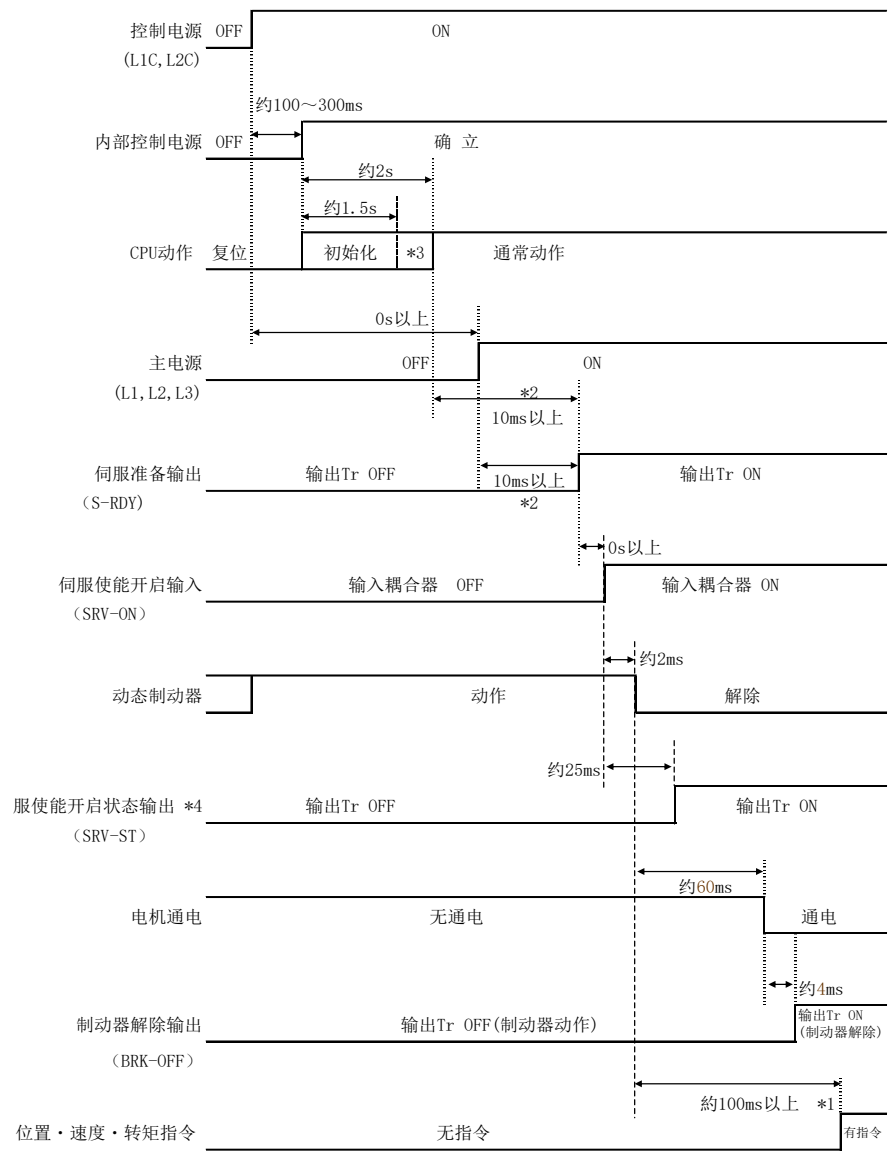 控制电源 OFF ON
(L1C,L2C)
约100～300ms
内部控制电源 OFF 确 立
约2s
约1.5s
CPU动作 复位 初始化 *3 通常动作
0s以上
主电源 OFF ON
(L1,L2,L3)
*2
10ms以上
伺服准备输出 输出Tr OFF 10ms以上 输出Tr ON
（S-RDY） *2
0s以上
伺服使能开启输入 输入耦合器 OFF 输入耦合器 ON
（SRV-ON）
约2ms
动态制动器 动作 解除
约25ms
服使能开启状态输出 *4 输出Tr OFF 输出Tr ON
（SRV-ST）
约60ms
电机通电 无通电 通电
约4ms
制动器解除输出 输出Tr OFF(制动器动作) 输出Tr ON
(制动器解除)
（BRK-OFF）
約100ms以上 *1
位置・速度・转矩指令 无指令 有指令